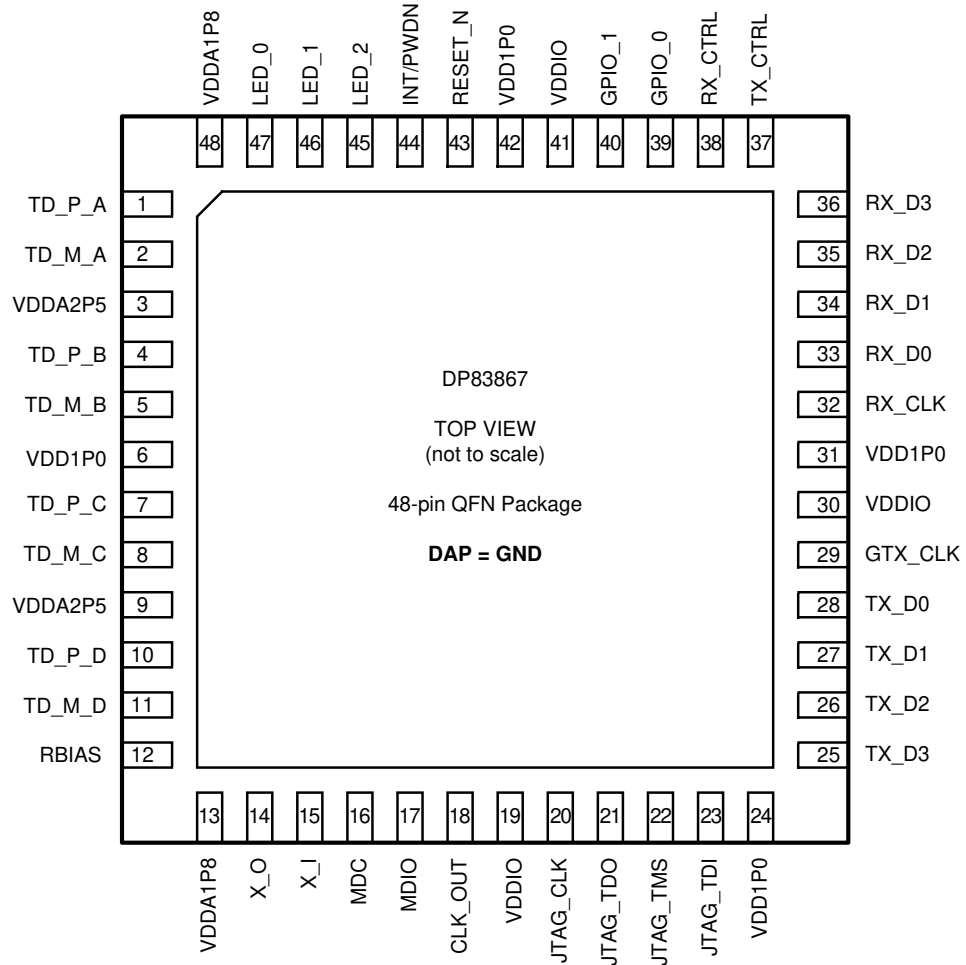 VDDA1P8
LED_0
LED_1
LED_2
INT/PWDN
RESET_N
VDD1P0
VDDIO
GPIO_1
GPIO_0
RX_CTRL
TX_CTRL
48 47 46 45 44 43 42 41 40 39 38 37
TD_P_A 1
TD_M_A 2
VDDA2P5 3
TD_P_B 4
TD_M_B 5
VDD1P0 6
TD_P_C 7
TD_M_C 8
VDDA2P5 9
TD_P_D 10
TD_M_D 11
RBIAS 12
DP83867
TOP VIEW
(not to scale)
48-pin QFN Package
DAP = GND
36 RX_D3
35 RX_D2
34 RX_D1
33 RX_D0
32 RX_CLK
31 VDD1P0
30 VDDIO
29 GTX_CLK
28 TX_D0
27 TX_D1
26 TX_D2
25 TX_D3
13 14 15 16 17 18 19 20 21 22 23 24
VDDA1P8
X_O
X_I
MDC
MDIO
CLK_OUT
VDDIO
JTAG_CLK
JTAG_TDO
JTAG_TMS
JTAG_TDI
VDD1P0